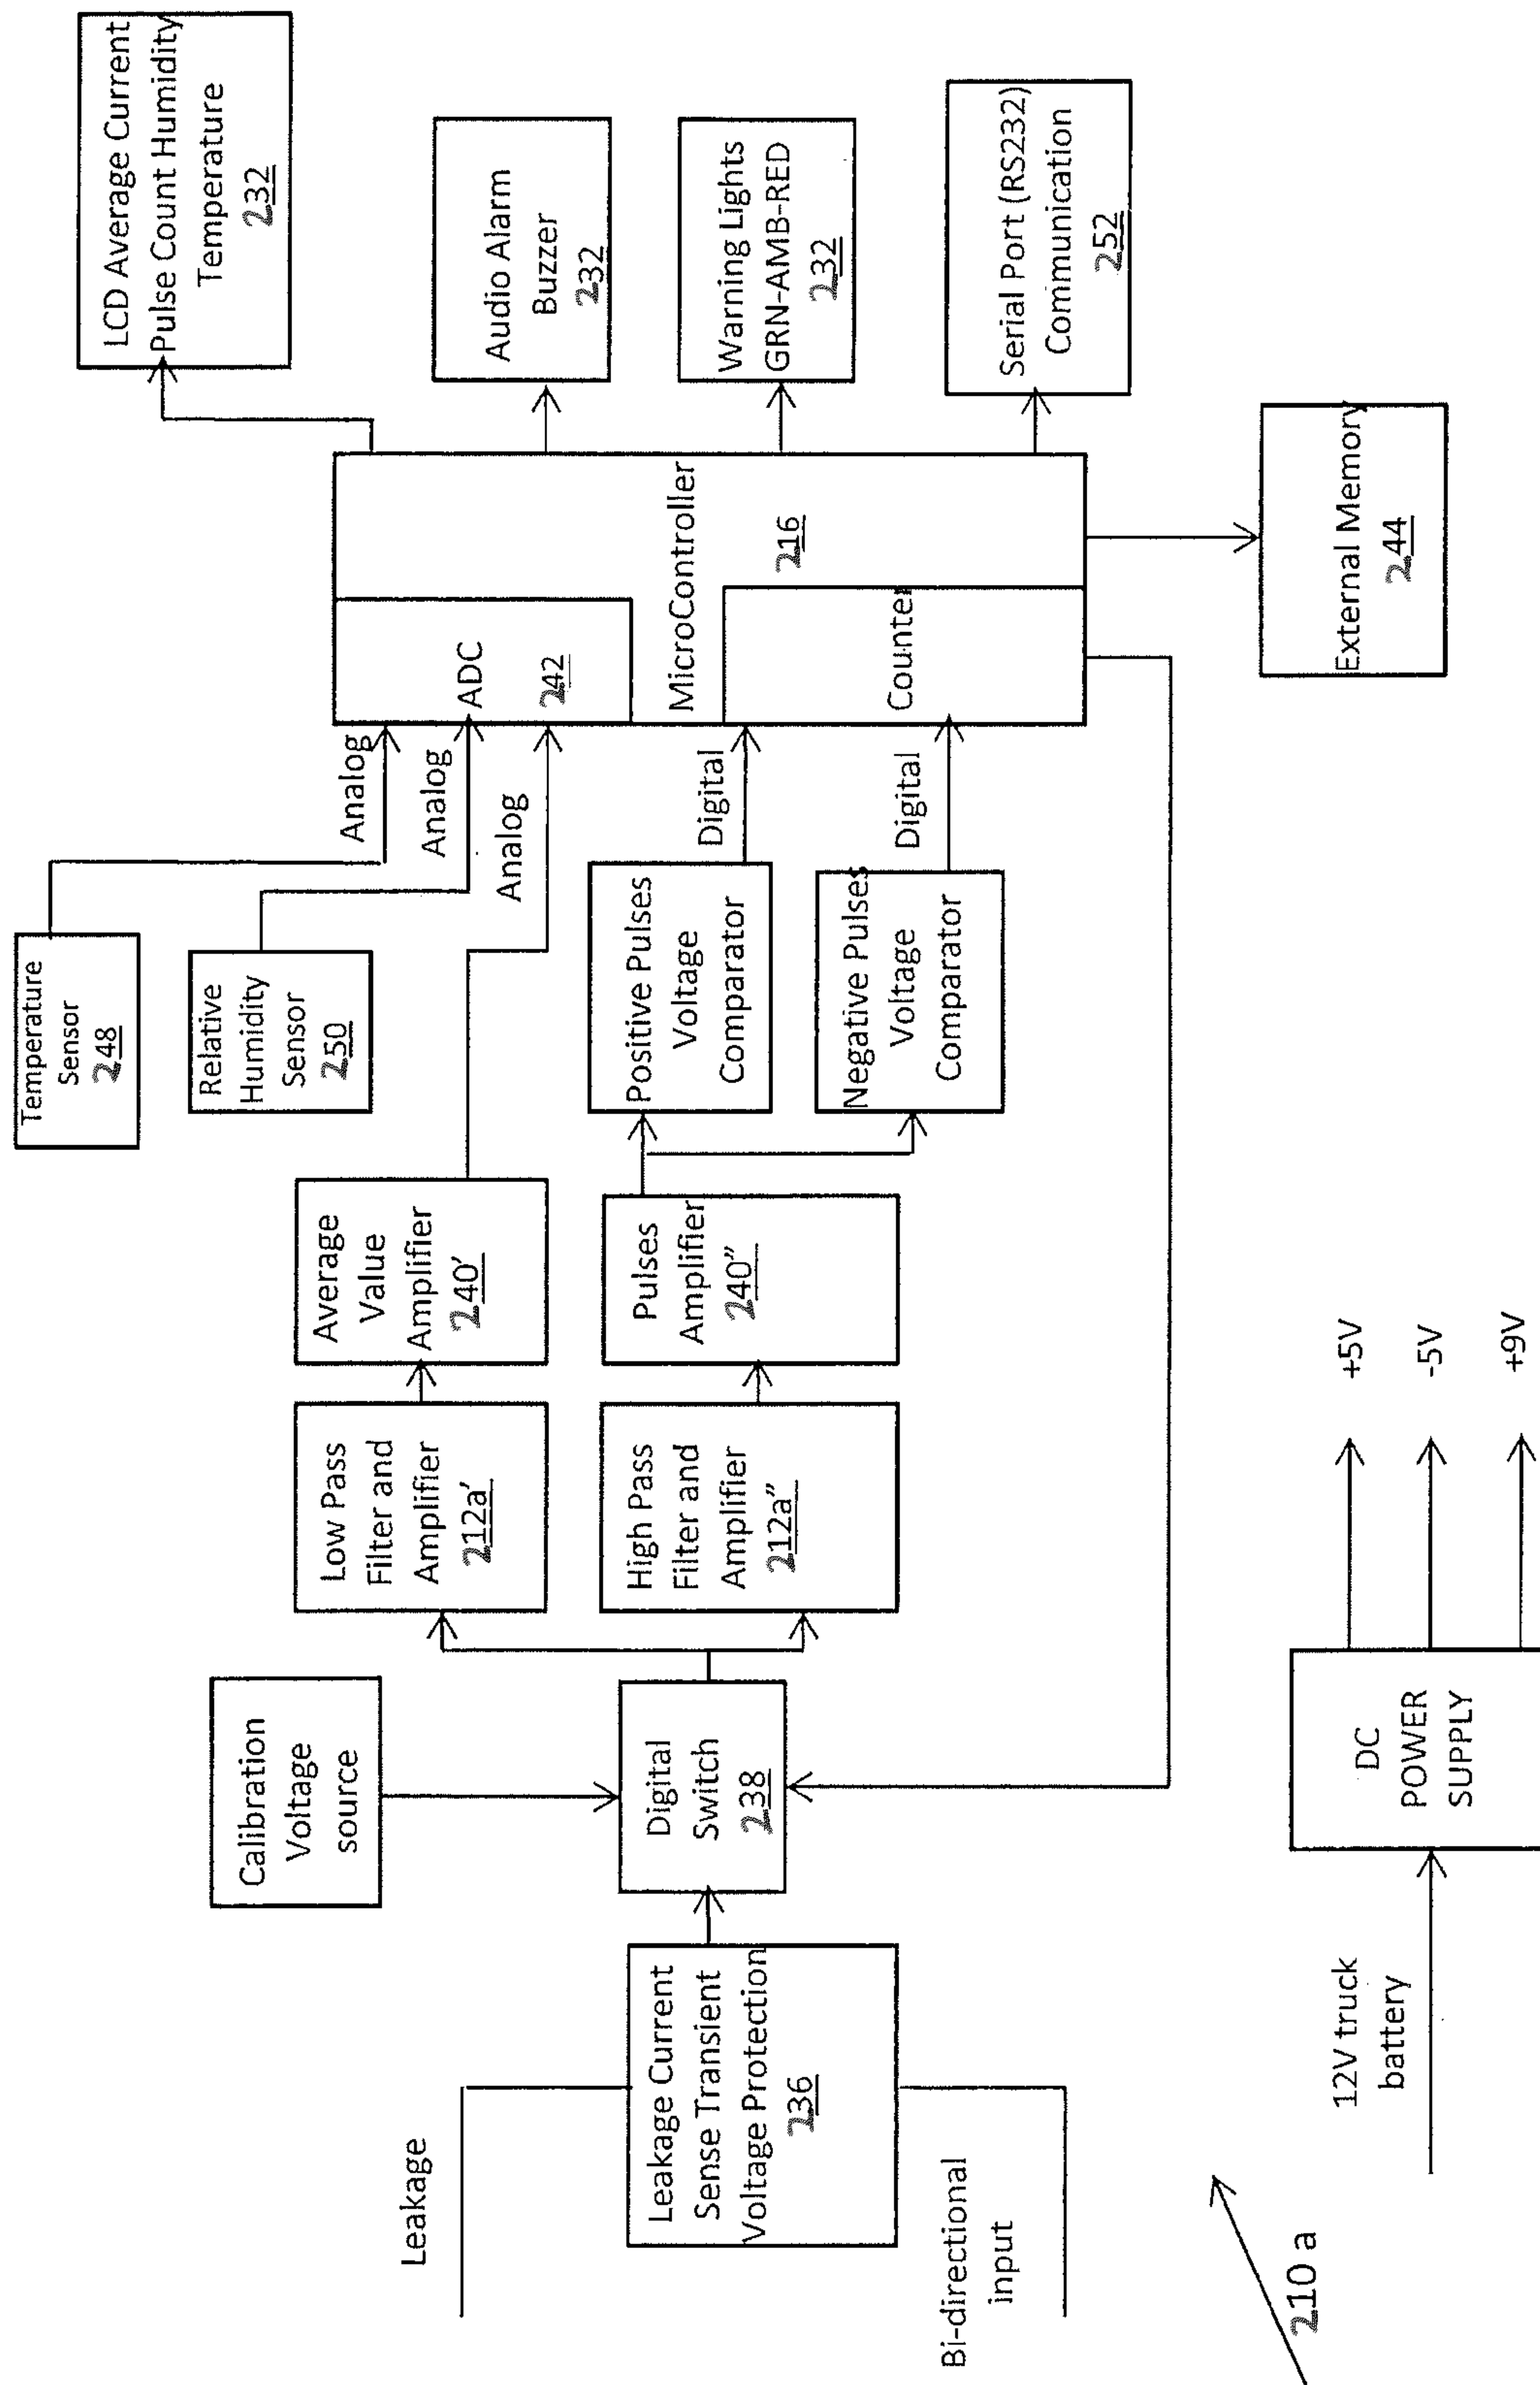 Leakage
Bi-directional
input
Leakage Current
Sense Transient
Voltage Protection
236
Calibration
Voltage
source
Digital
Switch
238
Low Pass
Filter and
Amplifier
212a'
High Pass
Filter and
Amplifier
212a"
Average
Value
Amplifier
240'
Pulses
Amplifier
240"
Temperature
Sensor
248
Relative
Humidity
Sensor
250
Positive Pulses
Voltage
Comparator
Negative Pulses
Voltage
Comparator
Analog
Analog
Analog
Digital
Digital
ADC
242
MicroController
216
Counter
LCD Average Current
Pulse Count Humidity
Temperature
232
Audio Alarm
Buzzer
232
Warning Lights
GRN-AMB-RED
232
Serial Port (RS232)
Communication
252
External Memory
244
12V truck
battery
DC
POWER
SUPPLY
+5V
-5V
+9V
210 a